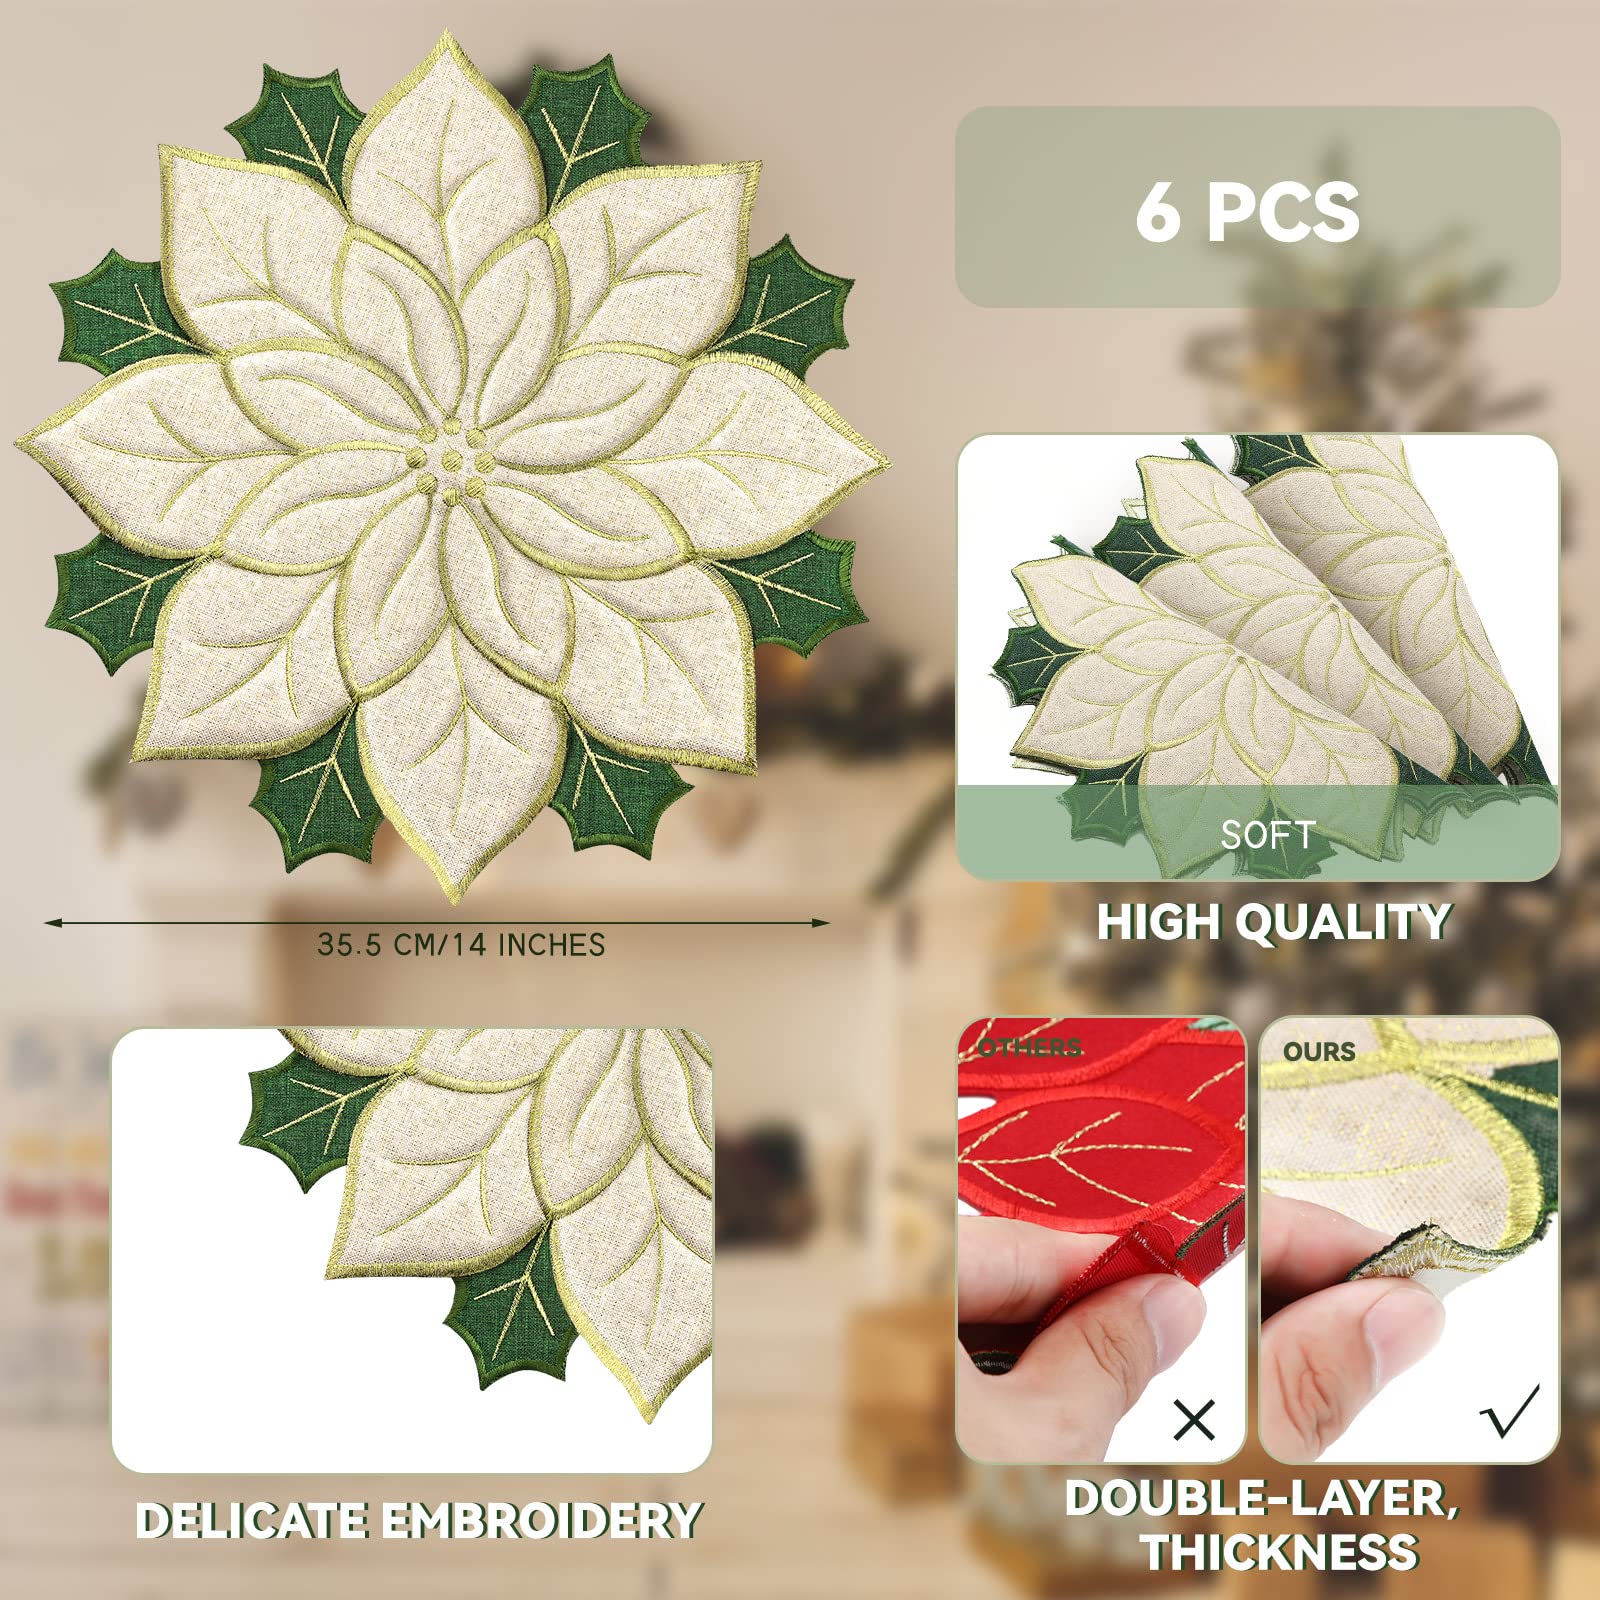 6 PCS
SOFT
HIGH QUALITY
35.5 CM/14 INCHES
OTHERS
OURS
DELICATE EMBROIDERY
DOUBLE-LAYER,
THICKNESS